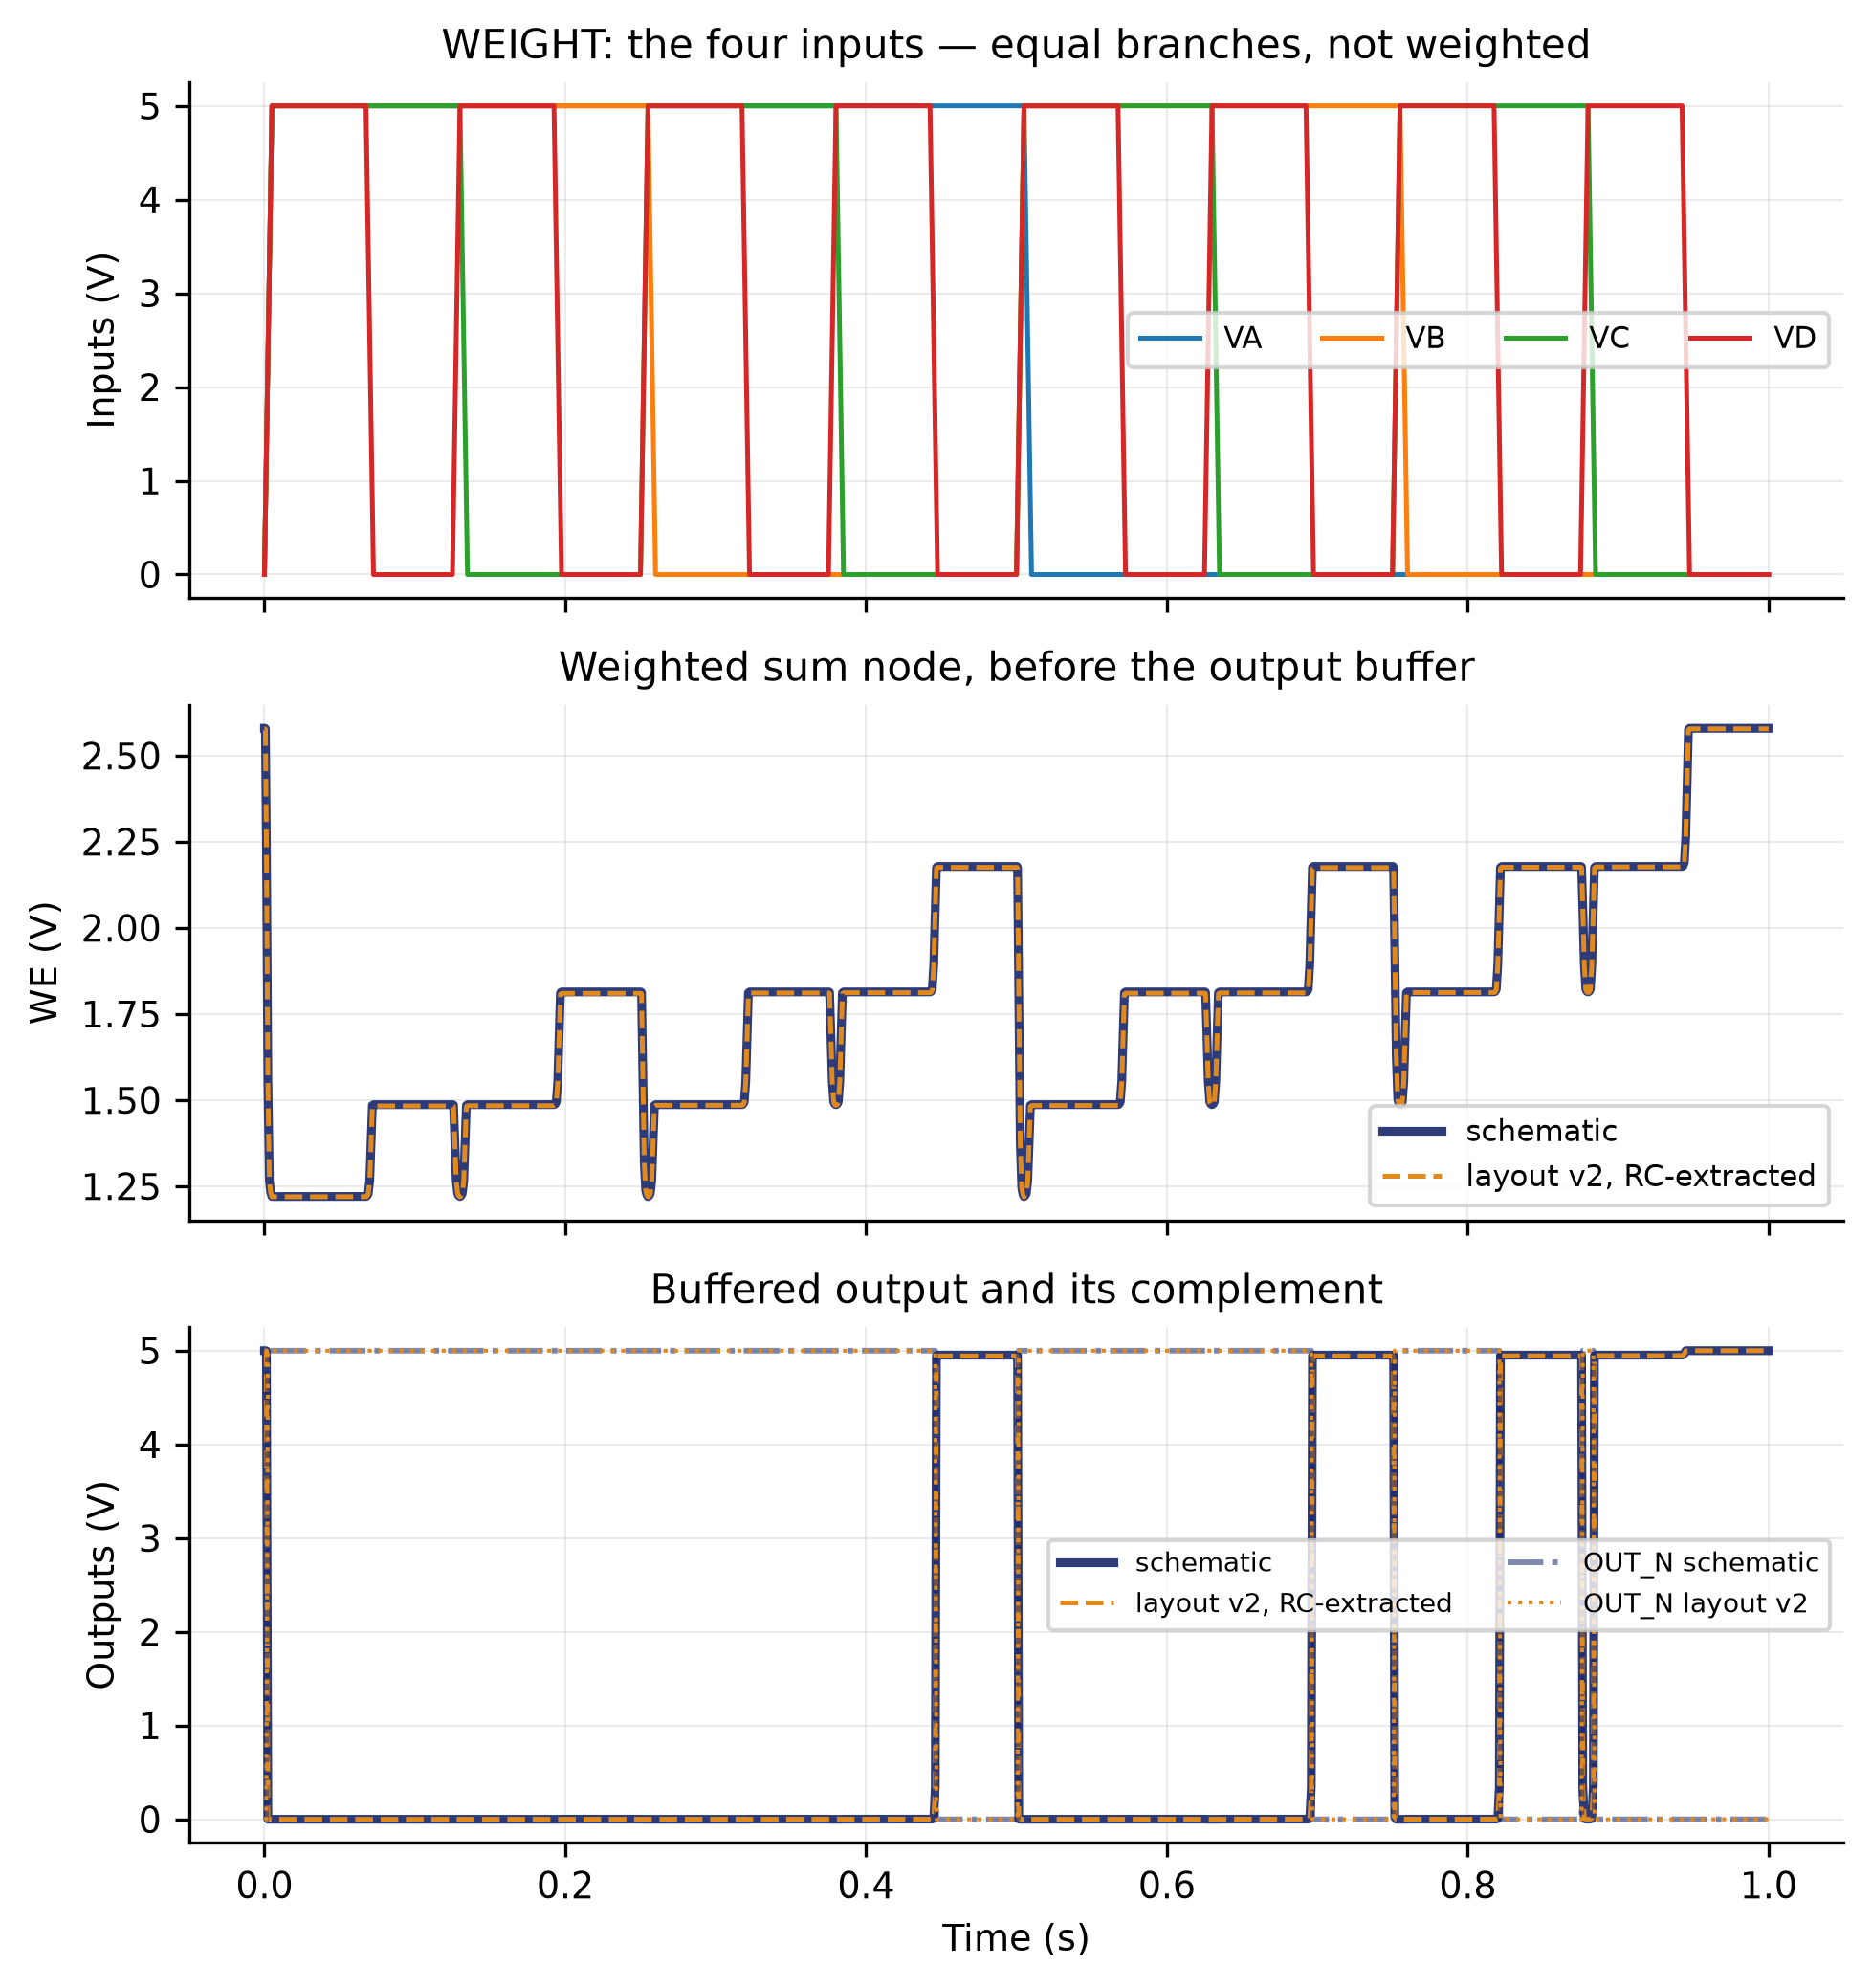 WEIGHT: the four inputs — equal branches, not weighted
Inputs (V)
5
4
3
2
1
0
VA VB VC VD
Weighted sum node, before the output buffer
WE (V)
2.50
2.25
2.00
1.75
1.50
1.25
schematic
layout v2, RC-extracted
Buffered output and its complement
Outputs (V)
5
4
3
2
1
0
schematic OUT_N schematic
layout v2, RC-extracted OUT_N layout v2
0.0 0.2 0.4 0.6 0.8 1.0
Time (s)